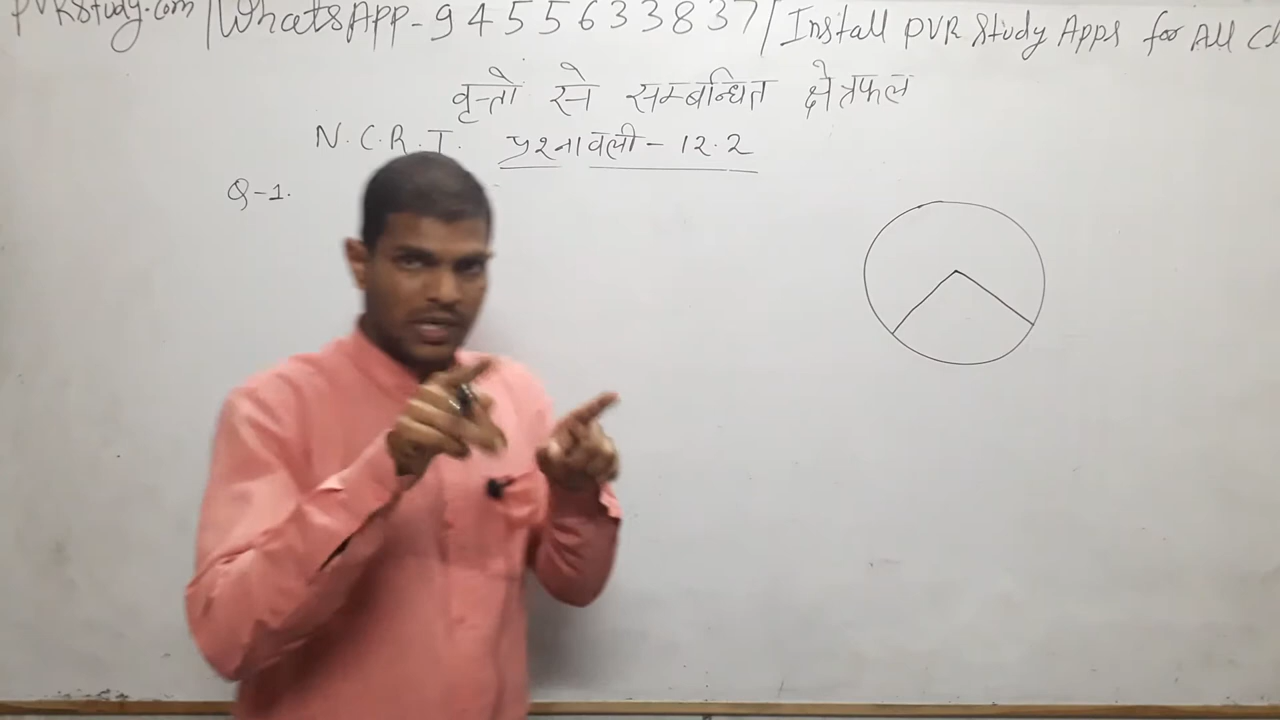 PVRStudy.com | WhatsApp-9455633837 | Install PVR Study Apps for All
वृत्तों से सम्बन्धित क्षेत्रफल
N.C.R.T. प्रश्नावली - 12.2
Q-1.